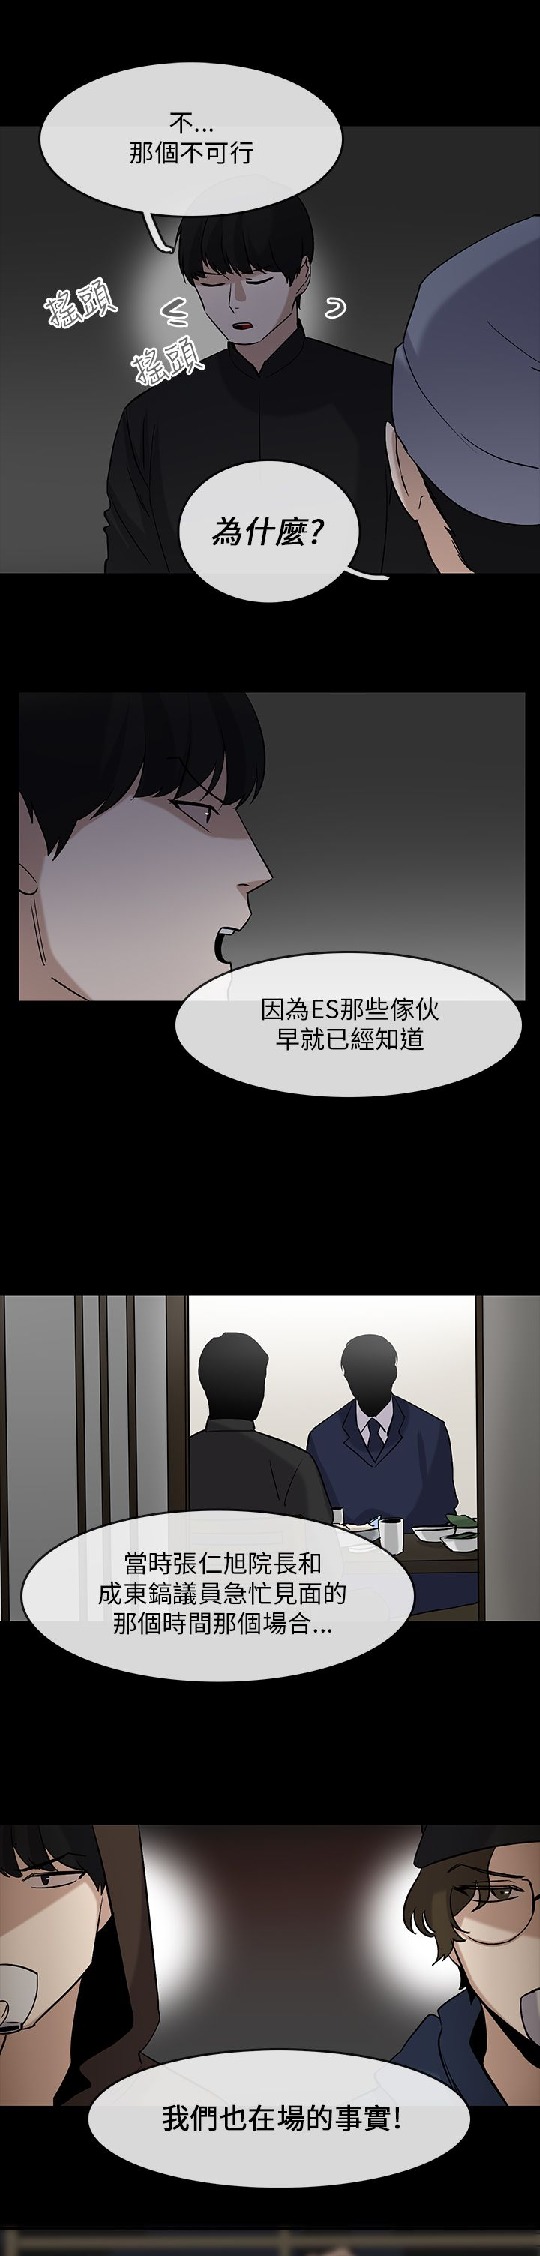 不...
那個不可行
搖頭
搖頭
為什麼?
因為ES那些傢伙
早就已經知道
當時張仁旭院長和
成東鎬議員急忙見面的
那個時間那個場合...
我們也在場的事實!